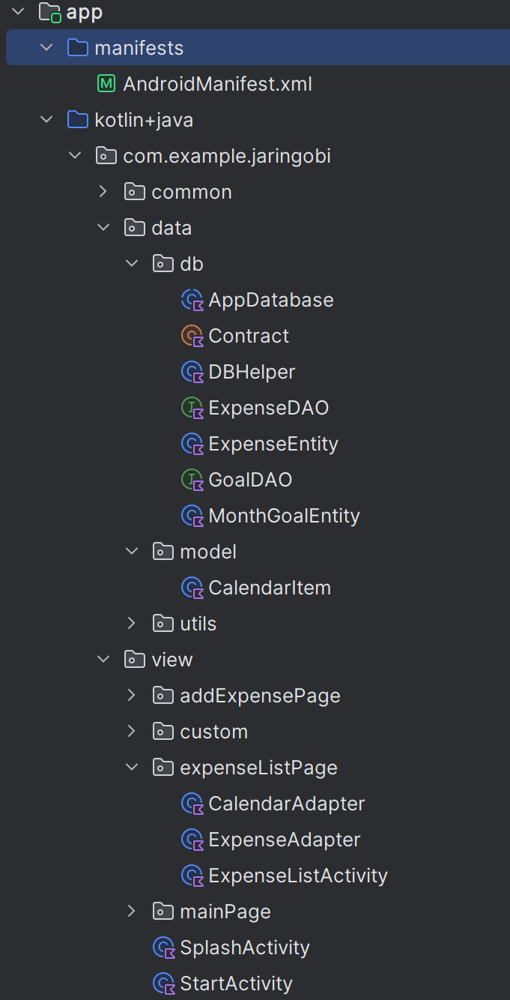 app
manifests
M AndroidManifest.xml
kotlin+java
com.example.jaringobi
common
data
db
C AppDatabase
C Contract
C DBHelper
I ExpenseDAO
C ExpenseEntity
I GoalDAO
C MonthGoalEntity
model
C CalendarItem
utils
view
addExpensePage
custom
expenseListPage
C CalendarAdapter
C ExpenseAdapter
C ExpenseListActivity
mainPage
C SplashActivity
C StartActivity